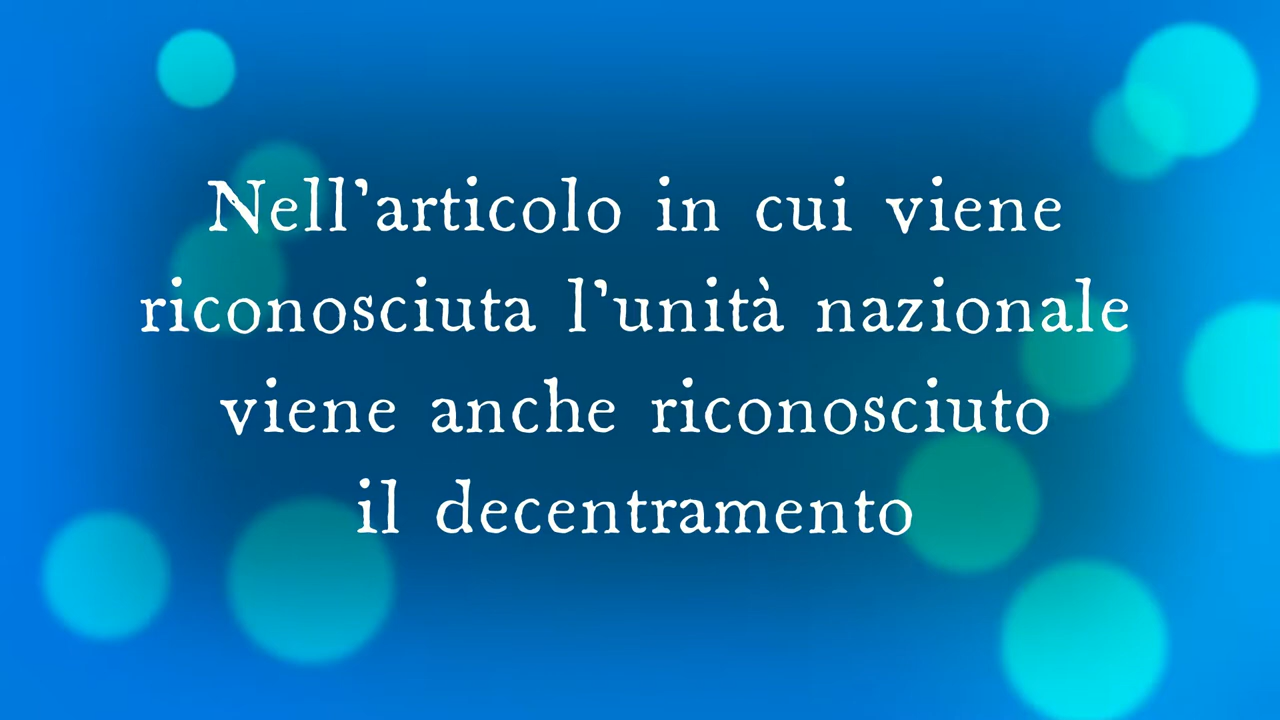 Nell'articolo in cui viene
riconosciuta l'unità nazionale
viene anche riconosciuto
il decentramento